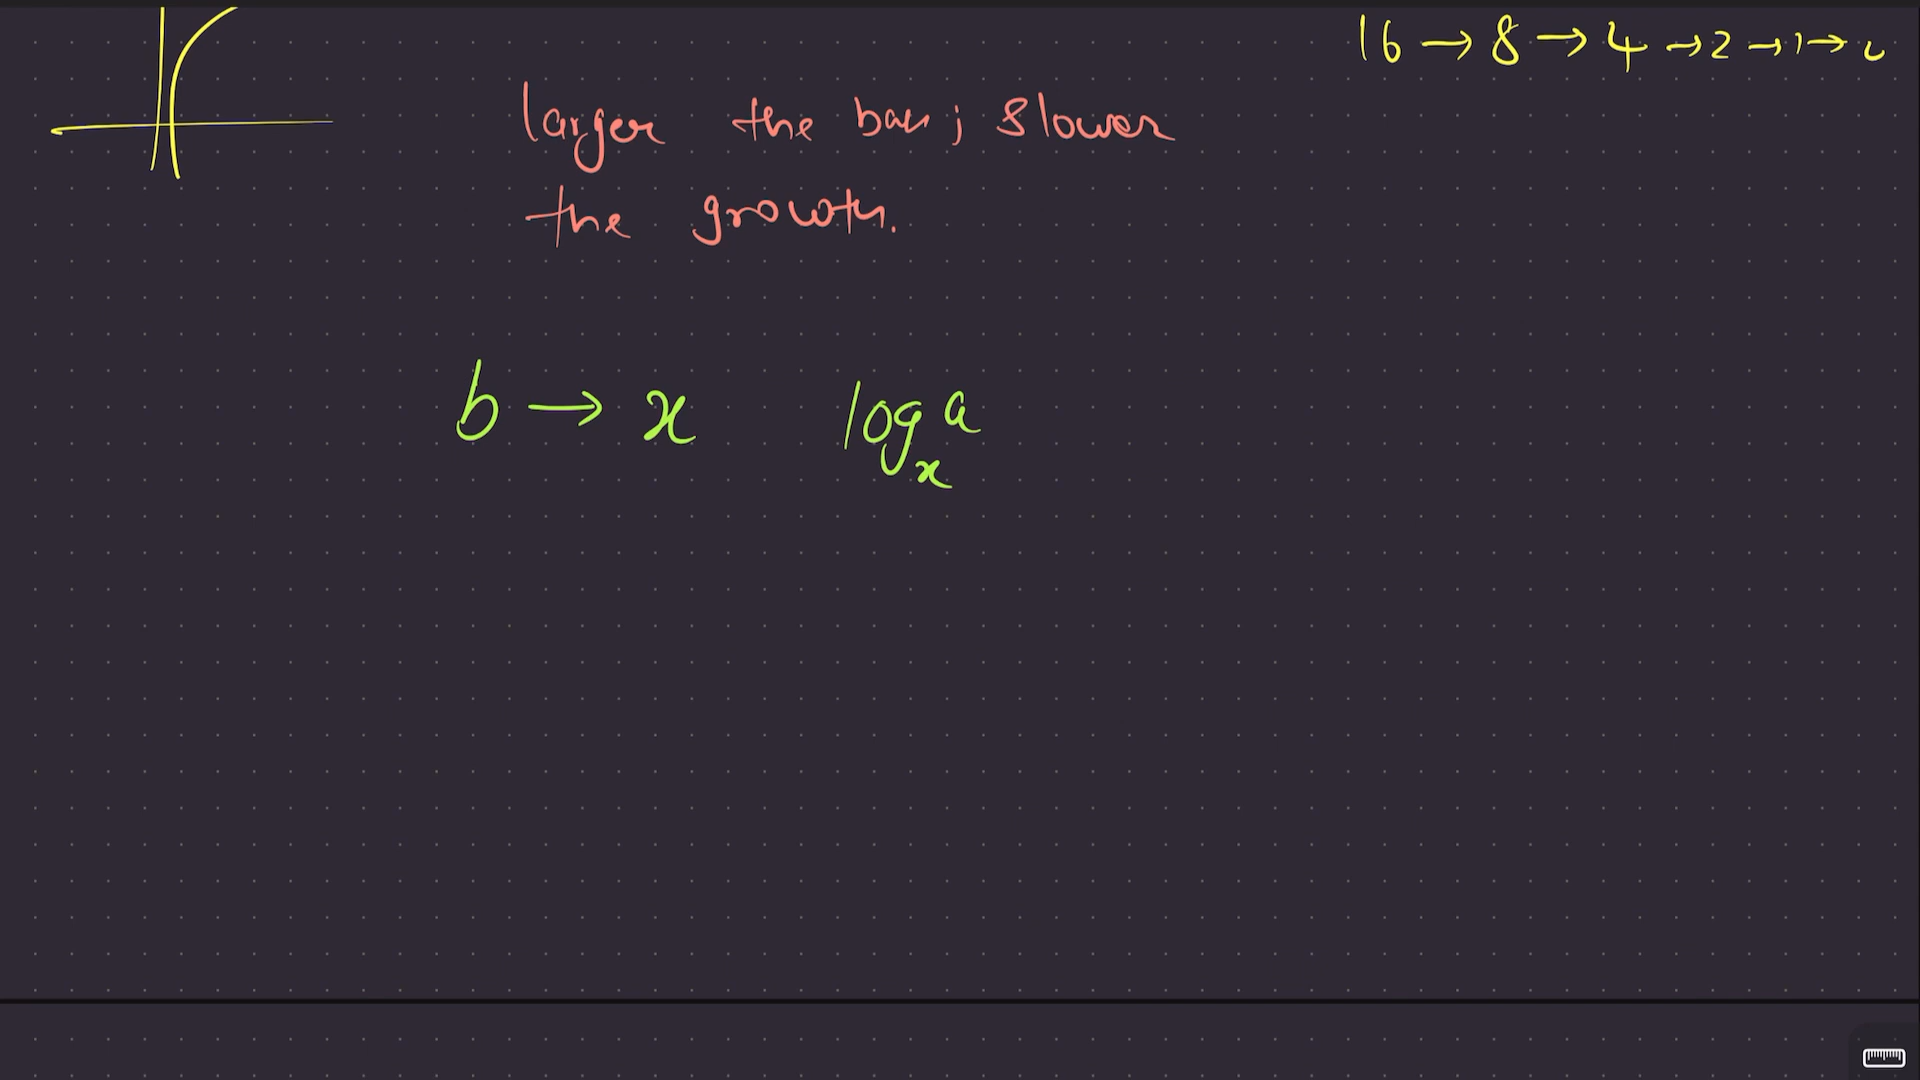 16 → 8 → 4 → 2 → 1 → 0
larger the base; slower
the growth.
b → x log_x a